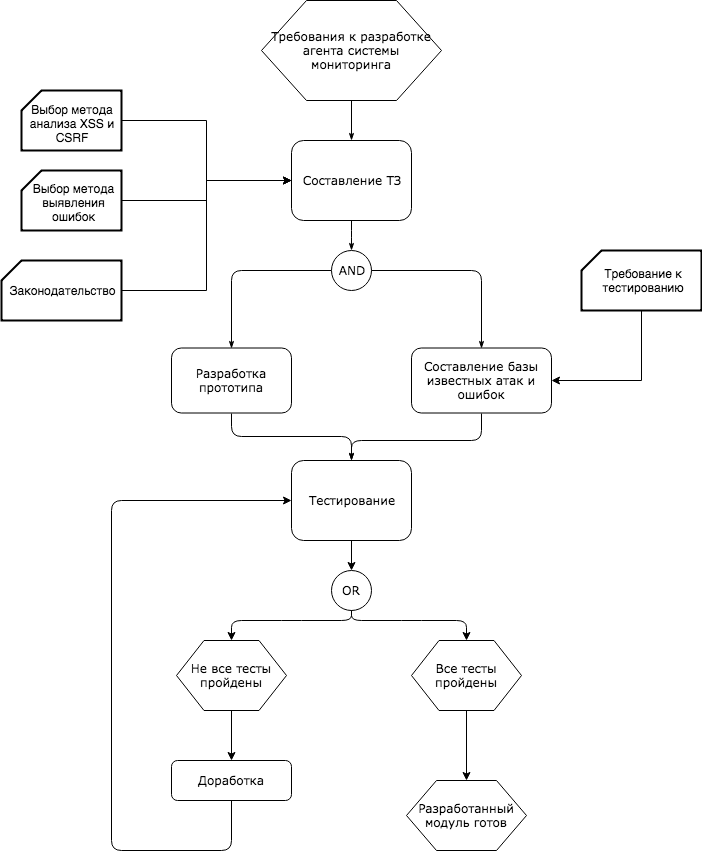 Требования к разработке
агента системы
мониторинга
Выбор метода
анализа XSS и
CSRF
Составление ТЗ
Выбор метода
выявления
ошибок
Законодательство
AND
Требование к
тестированию
Разработка
прототипа
Составление базы
известных атак и
ошибок
Тестирование
OR
Не все тесты
пройдены
Все тесты
пройдены
Доработка
Разработанный
модуль готов